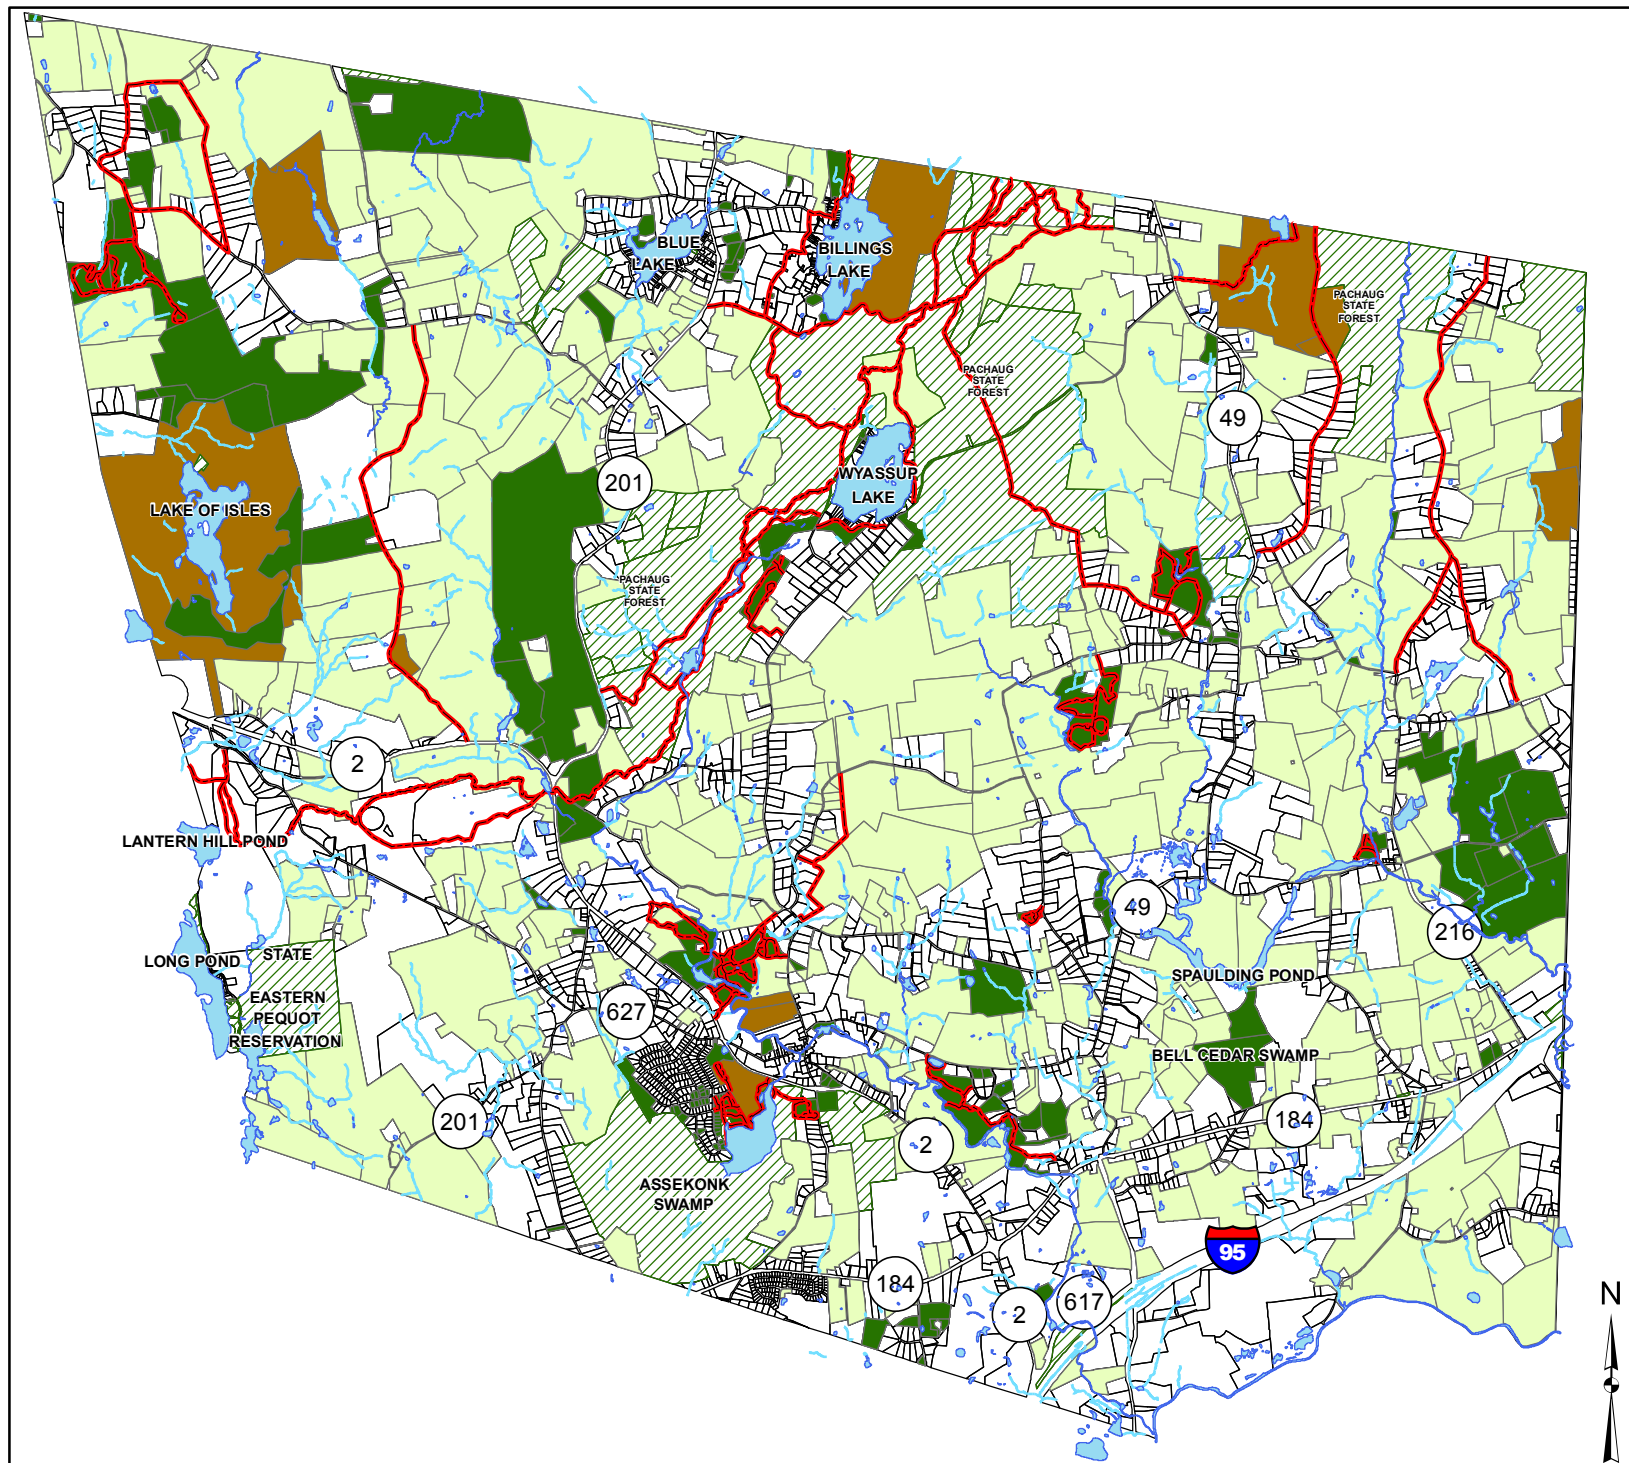 BLUE
LAKE
BILLINGS
LAKE
PACHAUG
STATE
FOREST
PACHAUG
STATE
FOREST
49
WYASSUP
LAKE
201
LAKE OF ISLES
PACHAUG
STATE
FOREST
2
LANTERN HILL POND
49
216
LONG POND
STATE
SPAULDING POND
EASTERN
PEQUOT
RESERVATION
627
BELL CEDAR SWAMP
201
184
2
ASSEKONK
SWAMP
95
184
2
617
N